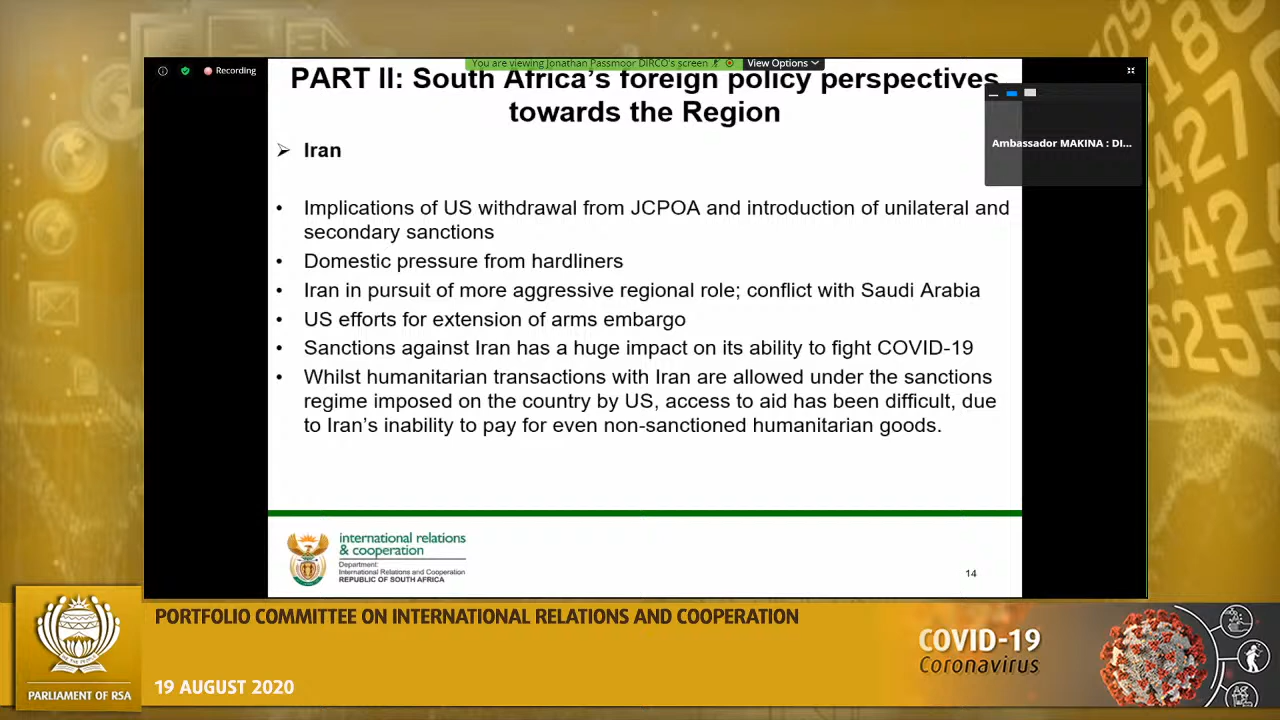 You are viewing Jonathan Passmoor DIRCO's screen
View Options
Recording
PART II: South Africa's foreign policy perspectives
towards the Region
Ambassador MAKINA : DI...
➢ Iran
• Implications of US withdrawal from JCPOA and introduction of unilateral and
secondary sanctions
• Domestic pressure from hardliners
• Iran in pursuit of more aggressive regional role; conflict with Saudi Arabia
• US efforts for extension of arms embargo
• Sanctions against Iran has a huge impact on its ability to fight COVID-19
• Whilst humanitarian transactions with Iran are allowed under the sanctions
regime imposed on the country by US, access to aid has been difficult, due
to Iran's inability to pay for even non-sanctioned humanitarian goods.
international relations
& cooperation
Department:
International Relations and Cooperation
REPUBLIC OF SOUTH AFRICA
14
PORTFOLIO COMMITTEE ON INTERNATIONAL RELATIONS AND COOPERATION
19 AUGUST 2020
PARLIAMENT OF RSA
COVID-19
Coronavirus